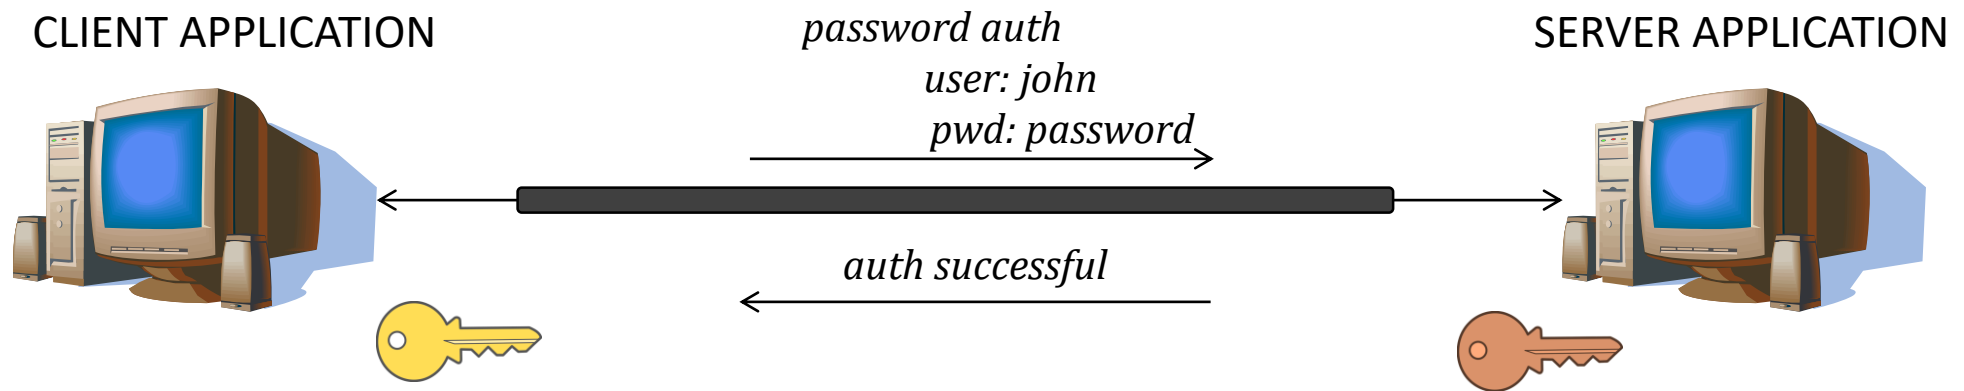 CLIENT APPLICATION
password auth
user: john
pwd: password
SERVER APPLICATION
auth successful